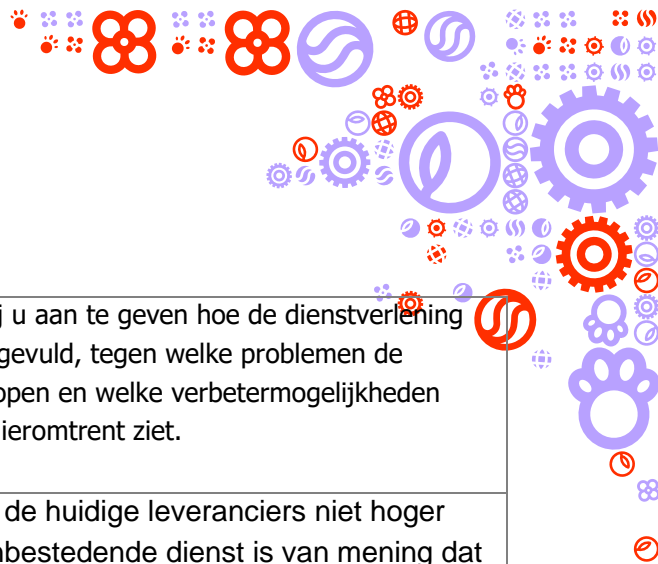 j u aan te geven hoe de dienstverlening
gevuld, tegen welke problemen de
open en welke verbetermogelijkheden
ieromtrent ziet.
de huidige leveranciers niet hoger
nbestedende dienst is van mening dat